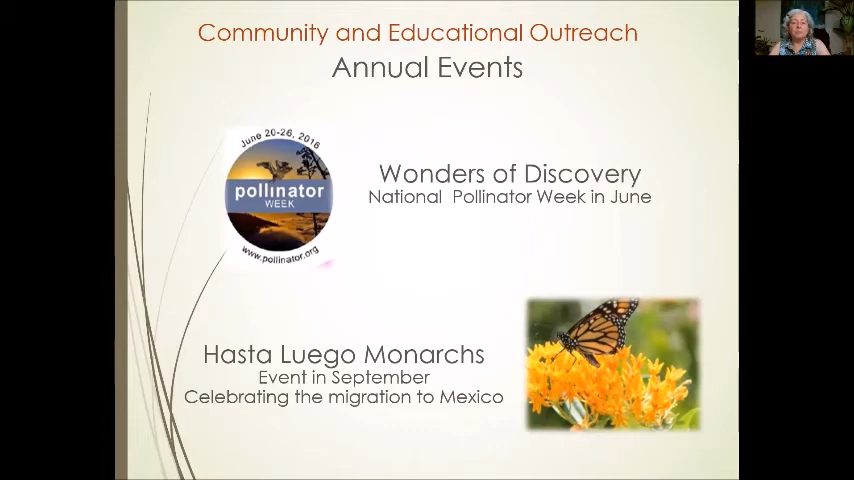 Community and Educational Outreach
Annual Events
June 20-26, 2016
pollinator
WEEK
www.pollinator.org
Wonders of Discovery
National Pollinator Week in June
Hasta Luego Monarchs
Event in September
Celebrating the migration to Mexico